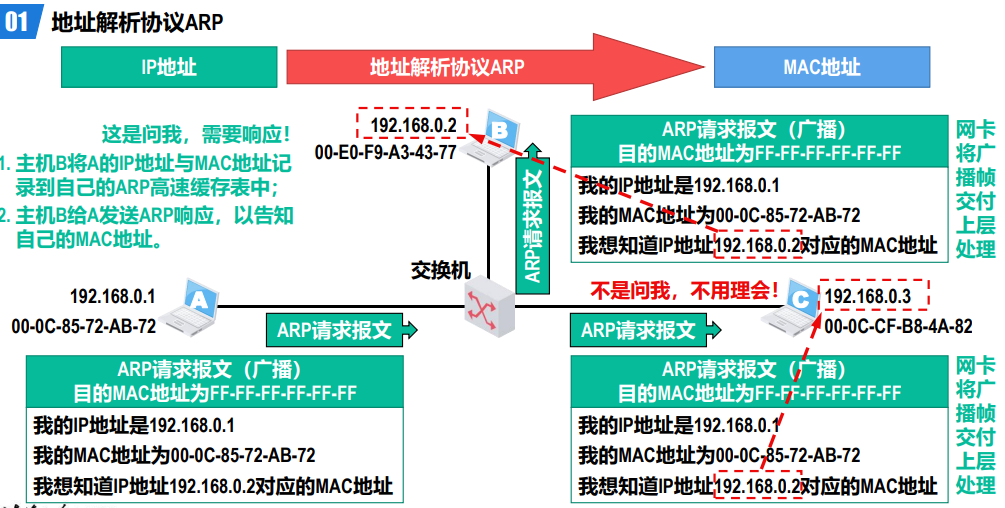 01 地址解析协议ARP
IP地址
地址解析协议ARP
MAC地址
这是问我，需要响应！
1. 主机B将A的IP地址与MAC地址记
录到自己的ARP高速缓存表中；
2. 主机B给A发送ARP响应，以告知
自己的MAC地址。
192.168.0.2
00-E0-F9-A3-43-77
B
ARP请求报文
ARP请求报文（广播）
目的MAC地址为FF-FF-FF-FF-FF-FF
我的IP地址是192.168.0.1
我的MAC地址为00-0C-85-72-AB-72
我想知道IP地址192.168.0.2对应的MAC地址
网卡
将广
播帧
交付
上层
处理
交换机
192.168.0.1
00-0C-85-72-AB-72
A
ARP请求报文
不是问我，不用理会！
ARP请求报文
C
192.168.0.3
00-0C-CF-B8-4A-82
ARP请求报文（广播）
目的MAC地址为FF-FF-FF-FF-FF-FF
我的IP地址是192.168.0.1
我的MAC地址为00-0C-85-72-AB-72
我想知道IP地址192.168.0.2对应的MAC地址
ARP请求报文（广播）
目的MAC地址为FF-FF-FF-FF-FF-FF
我的IP地址是192.168.0.1
我的MAC地址为00-0C-85-72-AB-72
我想知道IP地址192.168.0.2对应的MAC地址
网卡
将广
播帧
交付
上层
处理